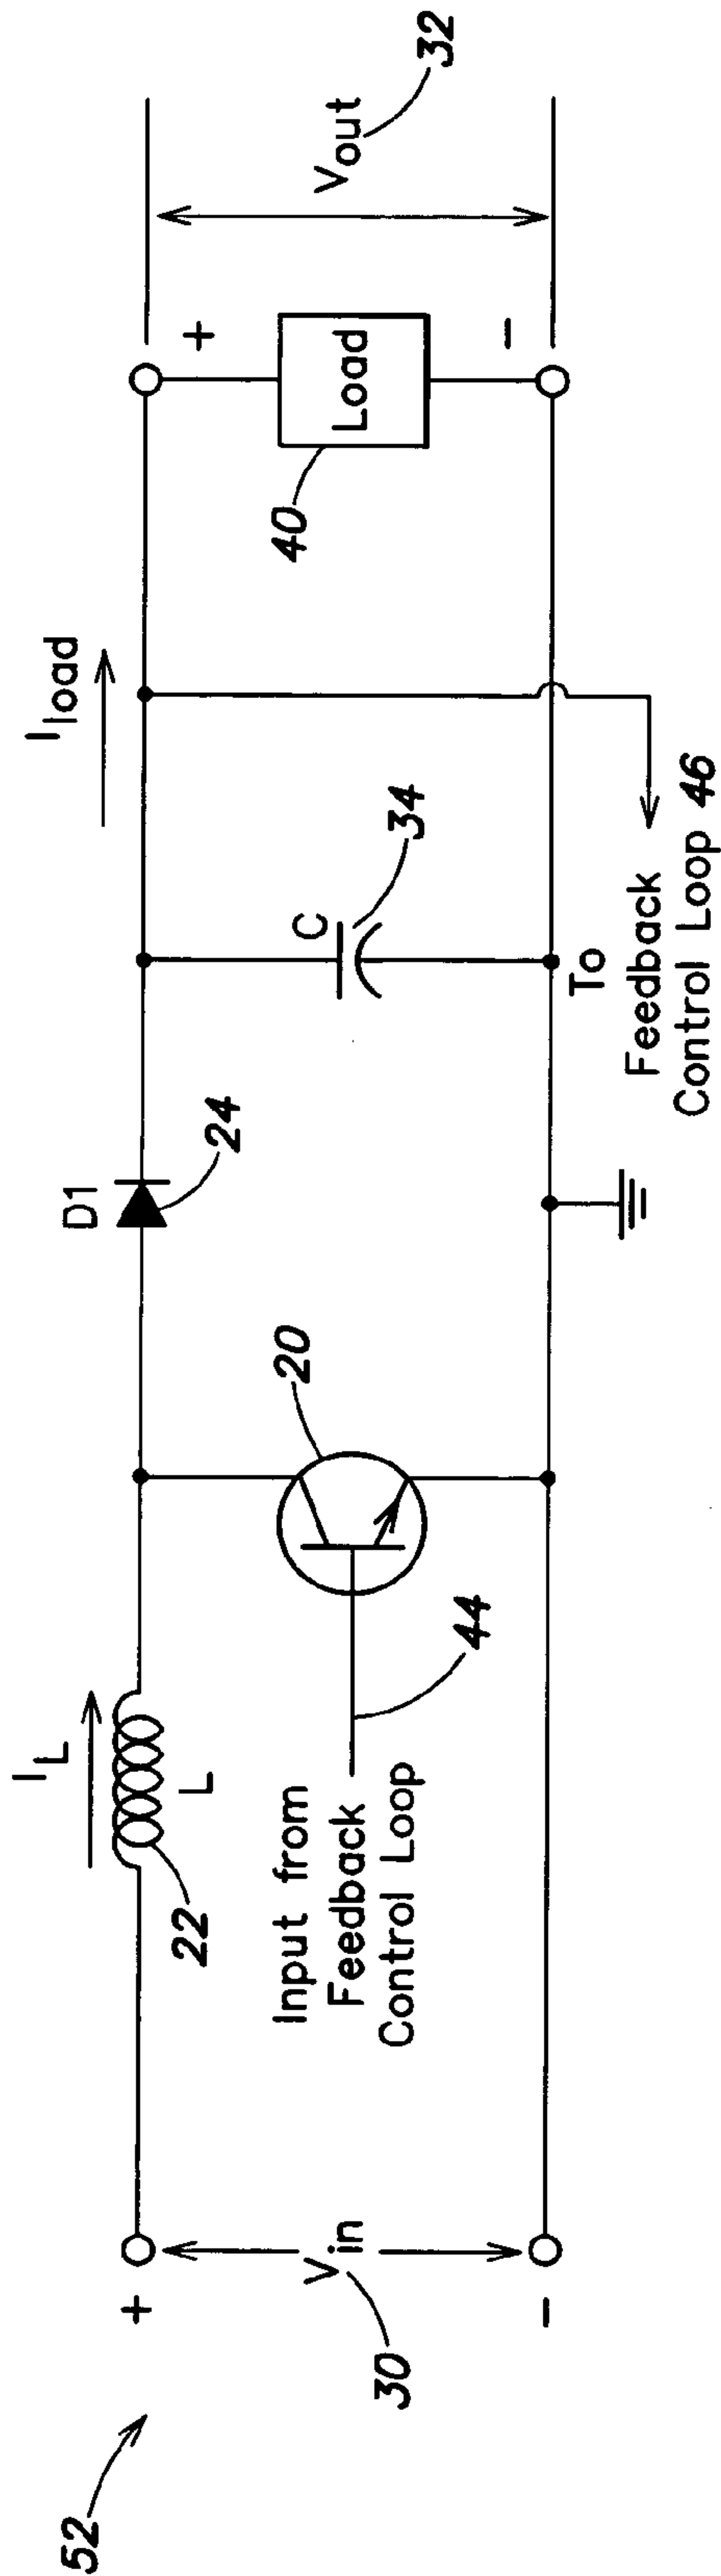 52
+
V_in
30
-
I_L
22
L
Input from
Feedback
Control Loop
44
20
D1
24
C
34
I_load
To
Feedback
Control Loop 46
40
Load
+
-
V_out
32